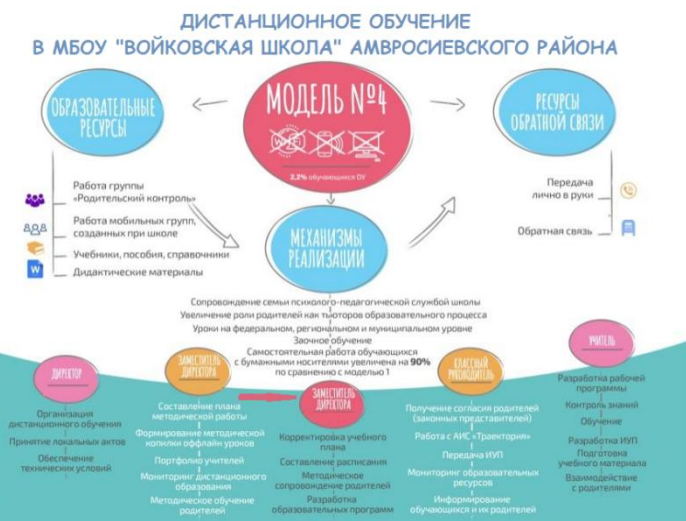 ДИСТАНЦИОННОЕ ОБУЧЕНИЕ
В МБОУ "ВОЙКОВСКАЯ ШКОЛА" АМВРОСИЕВСКОГО РАЙОНА
МОДЕЛЬ №4
2,2% обучающихся ОУ
ОБРАЗОВАТЕЛЬНЫЕ
РЕСУРСЫ
Работа группы
«Родительский контроль»
Работа мобильных групп,
созданных при школе
Учебники, пособия, справочники
Дидактические материалы
РЕСУРСЫ
ОБРАТНОЙ СВЯЗИ
Передача
лично в руки
Обратная связь
МЕХАНИЗМЫ
РЕАЛИЗАЦИИ
Сопровождение семьи психолого-педагогической службой школы
Увеличение роли родителей как тьюторов образовательного процесса
Уроки на федеральном, региональном и муниципальном уровне
Заочное обучение
Самостоятельная работа обучающихся
с бумажными носителями увеличена на 90%
по сравнению с моделью 1
ДИРЕКТОР
Организация
дистанционного обучения
Принятие локальных актов
Обеспечение
технических условий
ЗАМЕСТИТЕЛЬ
ДИРЕКТОРА
Составление плана
методической работы
Формирование методической
копилки оффлайн уроков
Портфолио учителей
Мониторинг дистанционного
образования
Методическое обучение
родителей
ЗАМЕСТИТЕЛЬ
ДИРЕКТОРА
Корректировка учебного
плана
Составление расписания
Методическое
сопровождение родителей
Разработка
образовательных программ
КЛАССНЫЙ
РУКОВОДИТЕЛЬ
Получение согласия родителей
(законных представителей)
Работа с АИС «Траектория»
Передача ИУП
Мониторинг образовательных
ресурсов
Информирование
обучающихся и их родителей
УЧИТЕЛЬ
Разработка рабочей
программы
Контроль знаний
Обучение
Разработка ИУП
Подготовка
учебного материала
Взаимодействие
с родителями